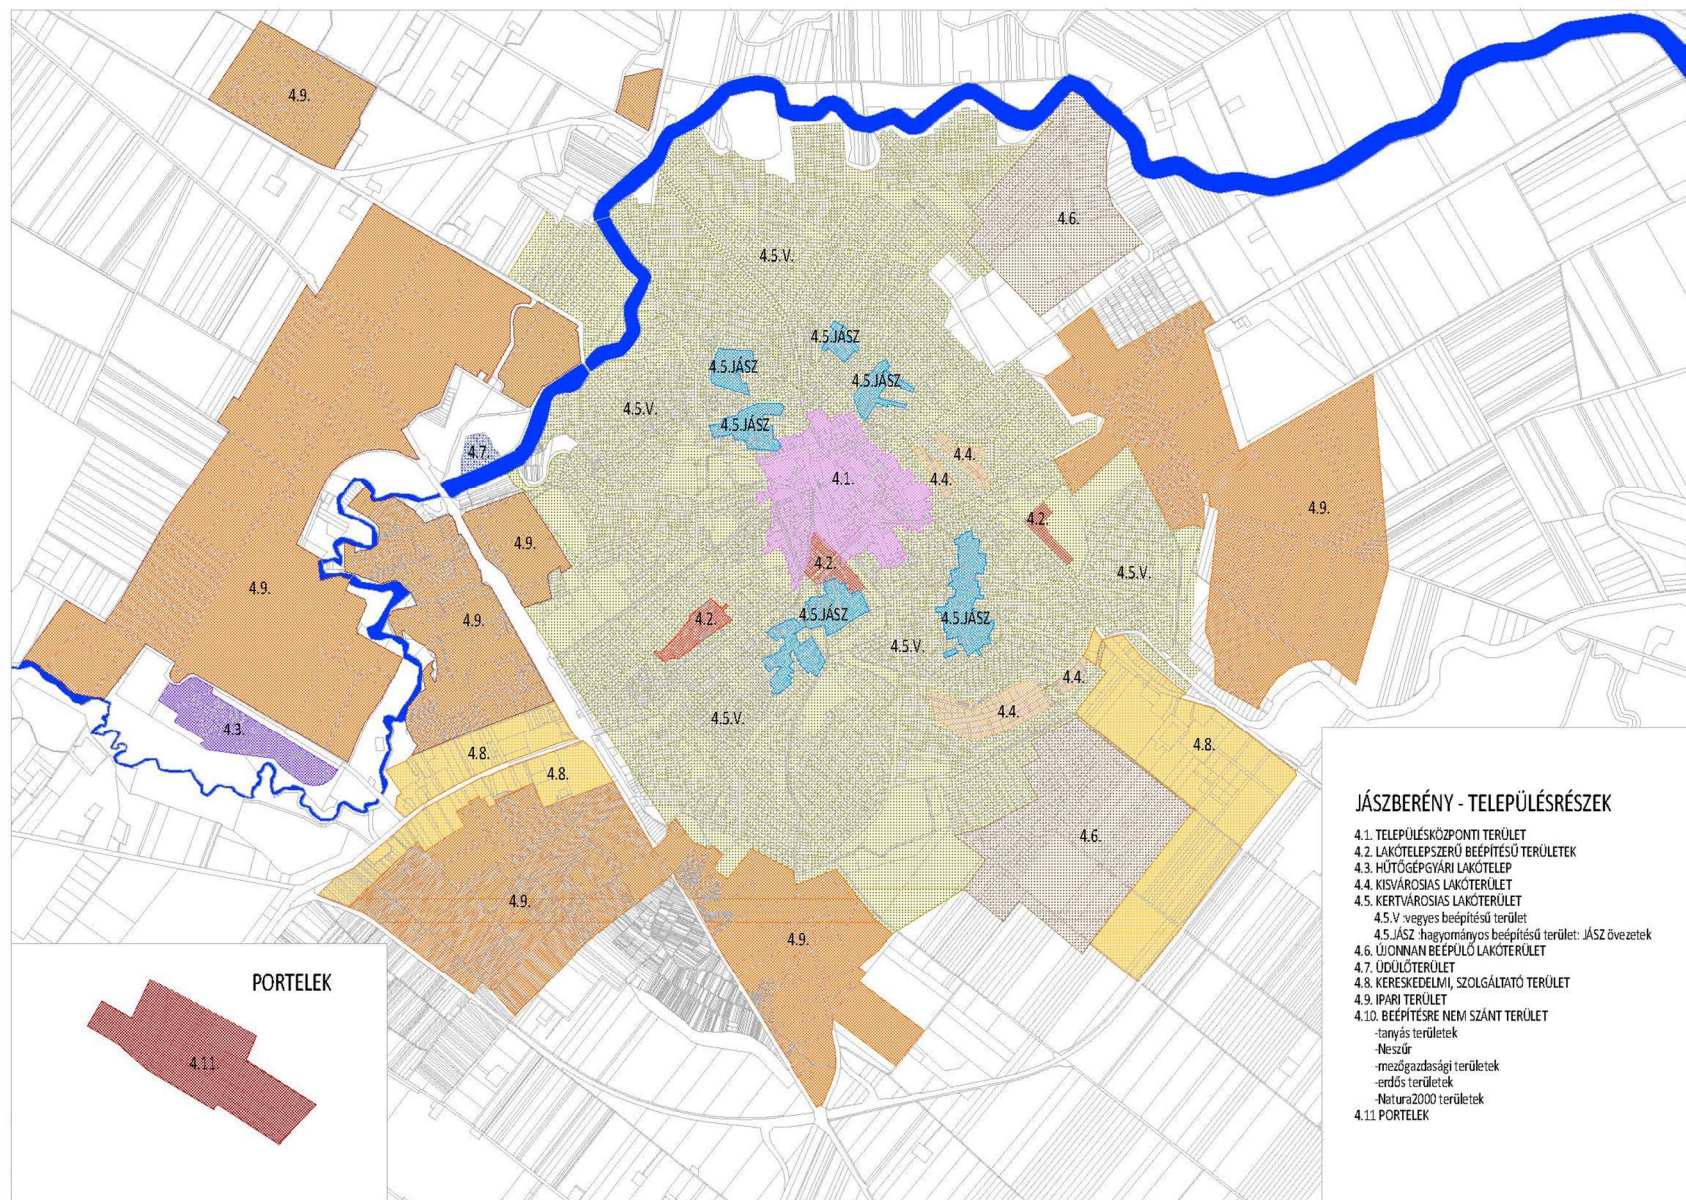 4.9.
4.6.
4.5.V.
4.5.JÁSZ
4.5.JÁSZ
4.5.JÁSZ
4.5.V.
4.5.JÁSZ
4.7.
4.4.
4.4.
4.1.
4.9.
4.2.
4.9.
4.2.
4.5.V.
4.9.
4.9.
4.2.
4.5.JÁSZ
4.5.JÁSZ
4.5.V.
4.4.
4.4.
4.5.V.
4.3.
4.8.
4.8.
4.8.
4.6.
4.9.
4.9.
PORTELEK
4.11.
JÁSZBERÉNY - TELEPÜLÉSRÉSZEK
4.1. TELEPÜLÉSKÖZPONTI TERÜLET
4.2. LAKÓTELEPSZERŰ BEÉPÍTÉSŰ TERÜLETEK
4.3. HŰTŐGÉPGYÁRI LAKÓTELEP
4.4. KISVÁROSIAS LAKÓTERÜLET
4.5. KERTVÁROSIAS LAKÓTERÜLET
4.5.V :vegyes beépítésű terület
4.5.JÁSZ :hagyományos beépítésű terület: JÁSZ övezetek
4.6. ÚJONNAN BEÉPÜLŐ LAKÓTERÜLET
4.7. ÜDÜLŐTERÜLET
4.8. KERESKEDELMI, SZOLGÁLTATÓ TERÜLET
4.9. IPARI TERÜLET
4.10. BEÉPÍTÉSRE NEM SZÁNT TERÜLET
-tanyás területek
-Neszűr
-mezőgazdasági területek
-erdős területek
-Natura2000 területek
4.11 PORTELEK